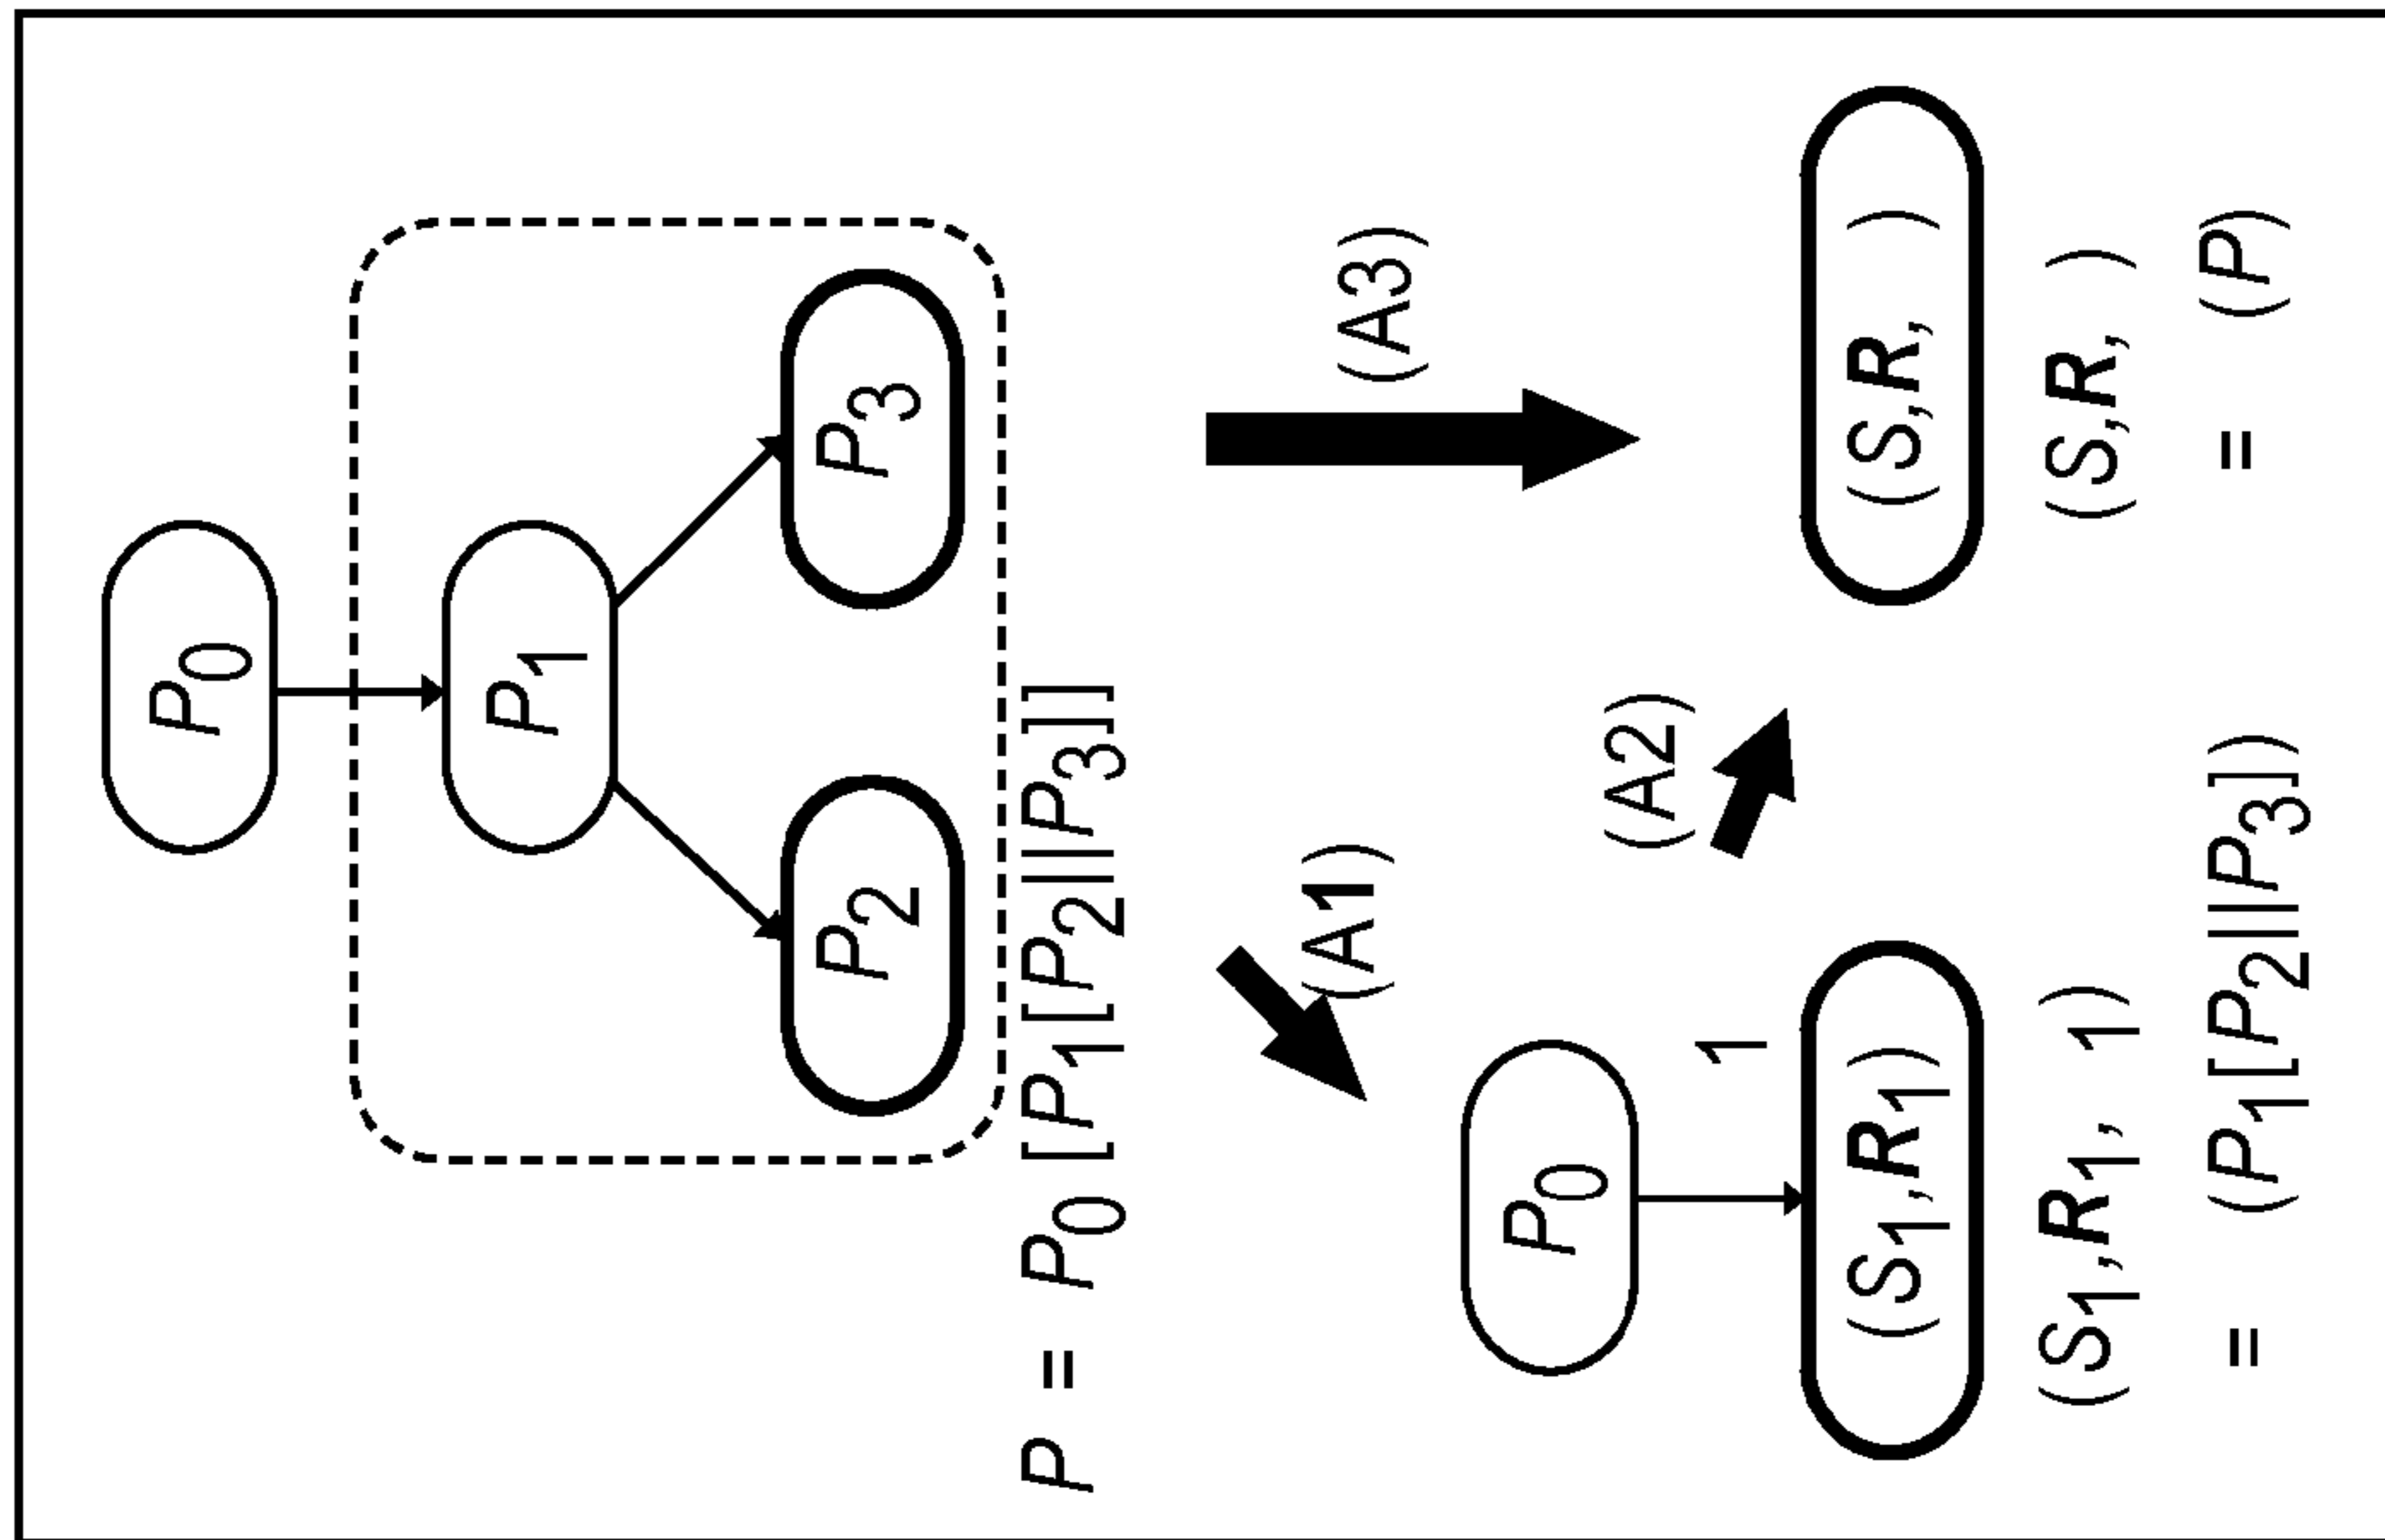 P0
P1
P2
P3
P = P0 [P1[P2||P3]]
(A1)
(A3)
P0
(A2)
1
(S1,R1)
(S,R, )
(S1,R1, 1)
(S,R, )
= (P1[P2||P3])
= (P)